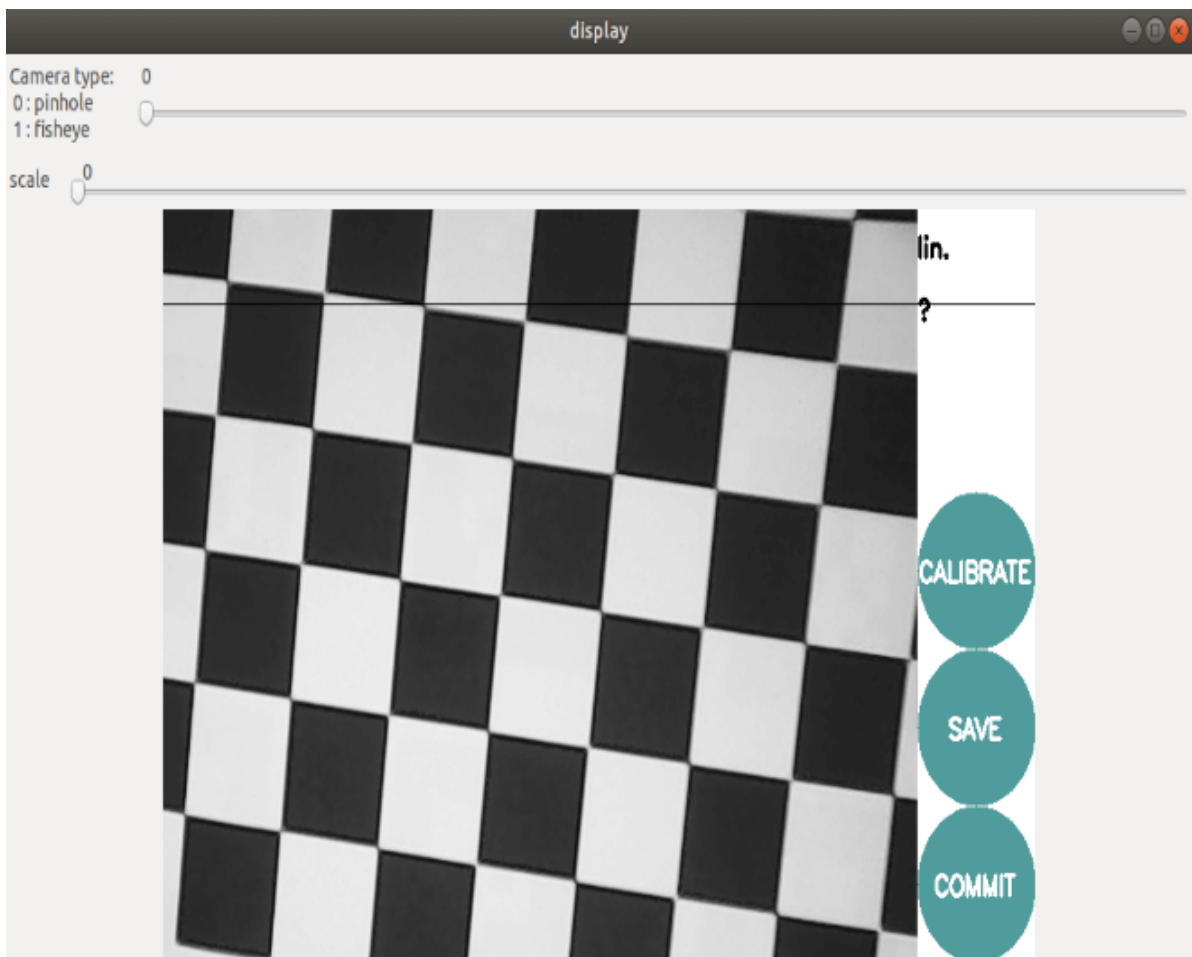 display
Camera type: 0
0 : pinhole
1 : fisheye
scale 0
lin.
?
CALIBRATE
SAVE
COMMIT